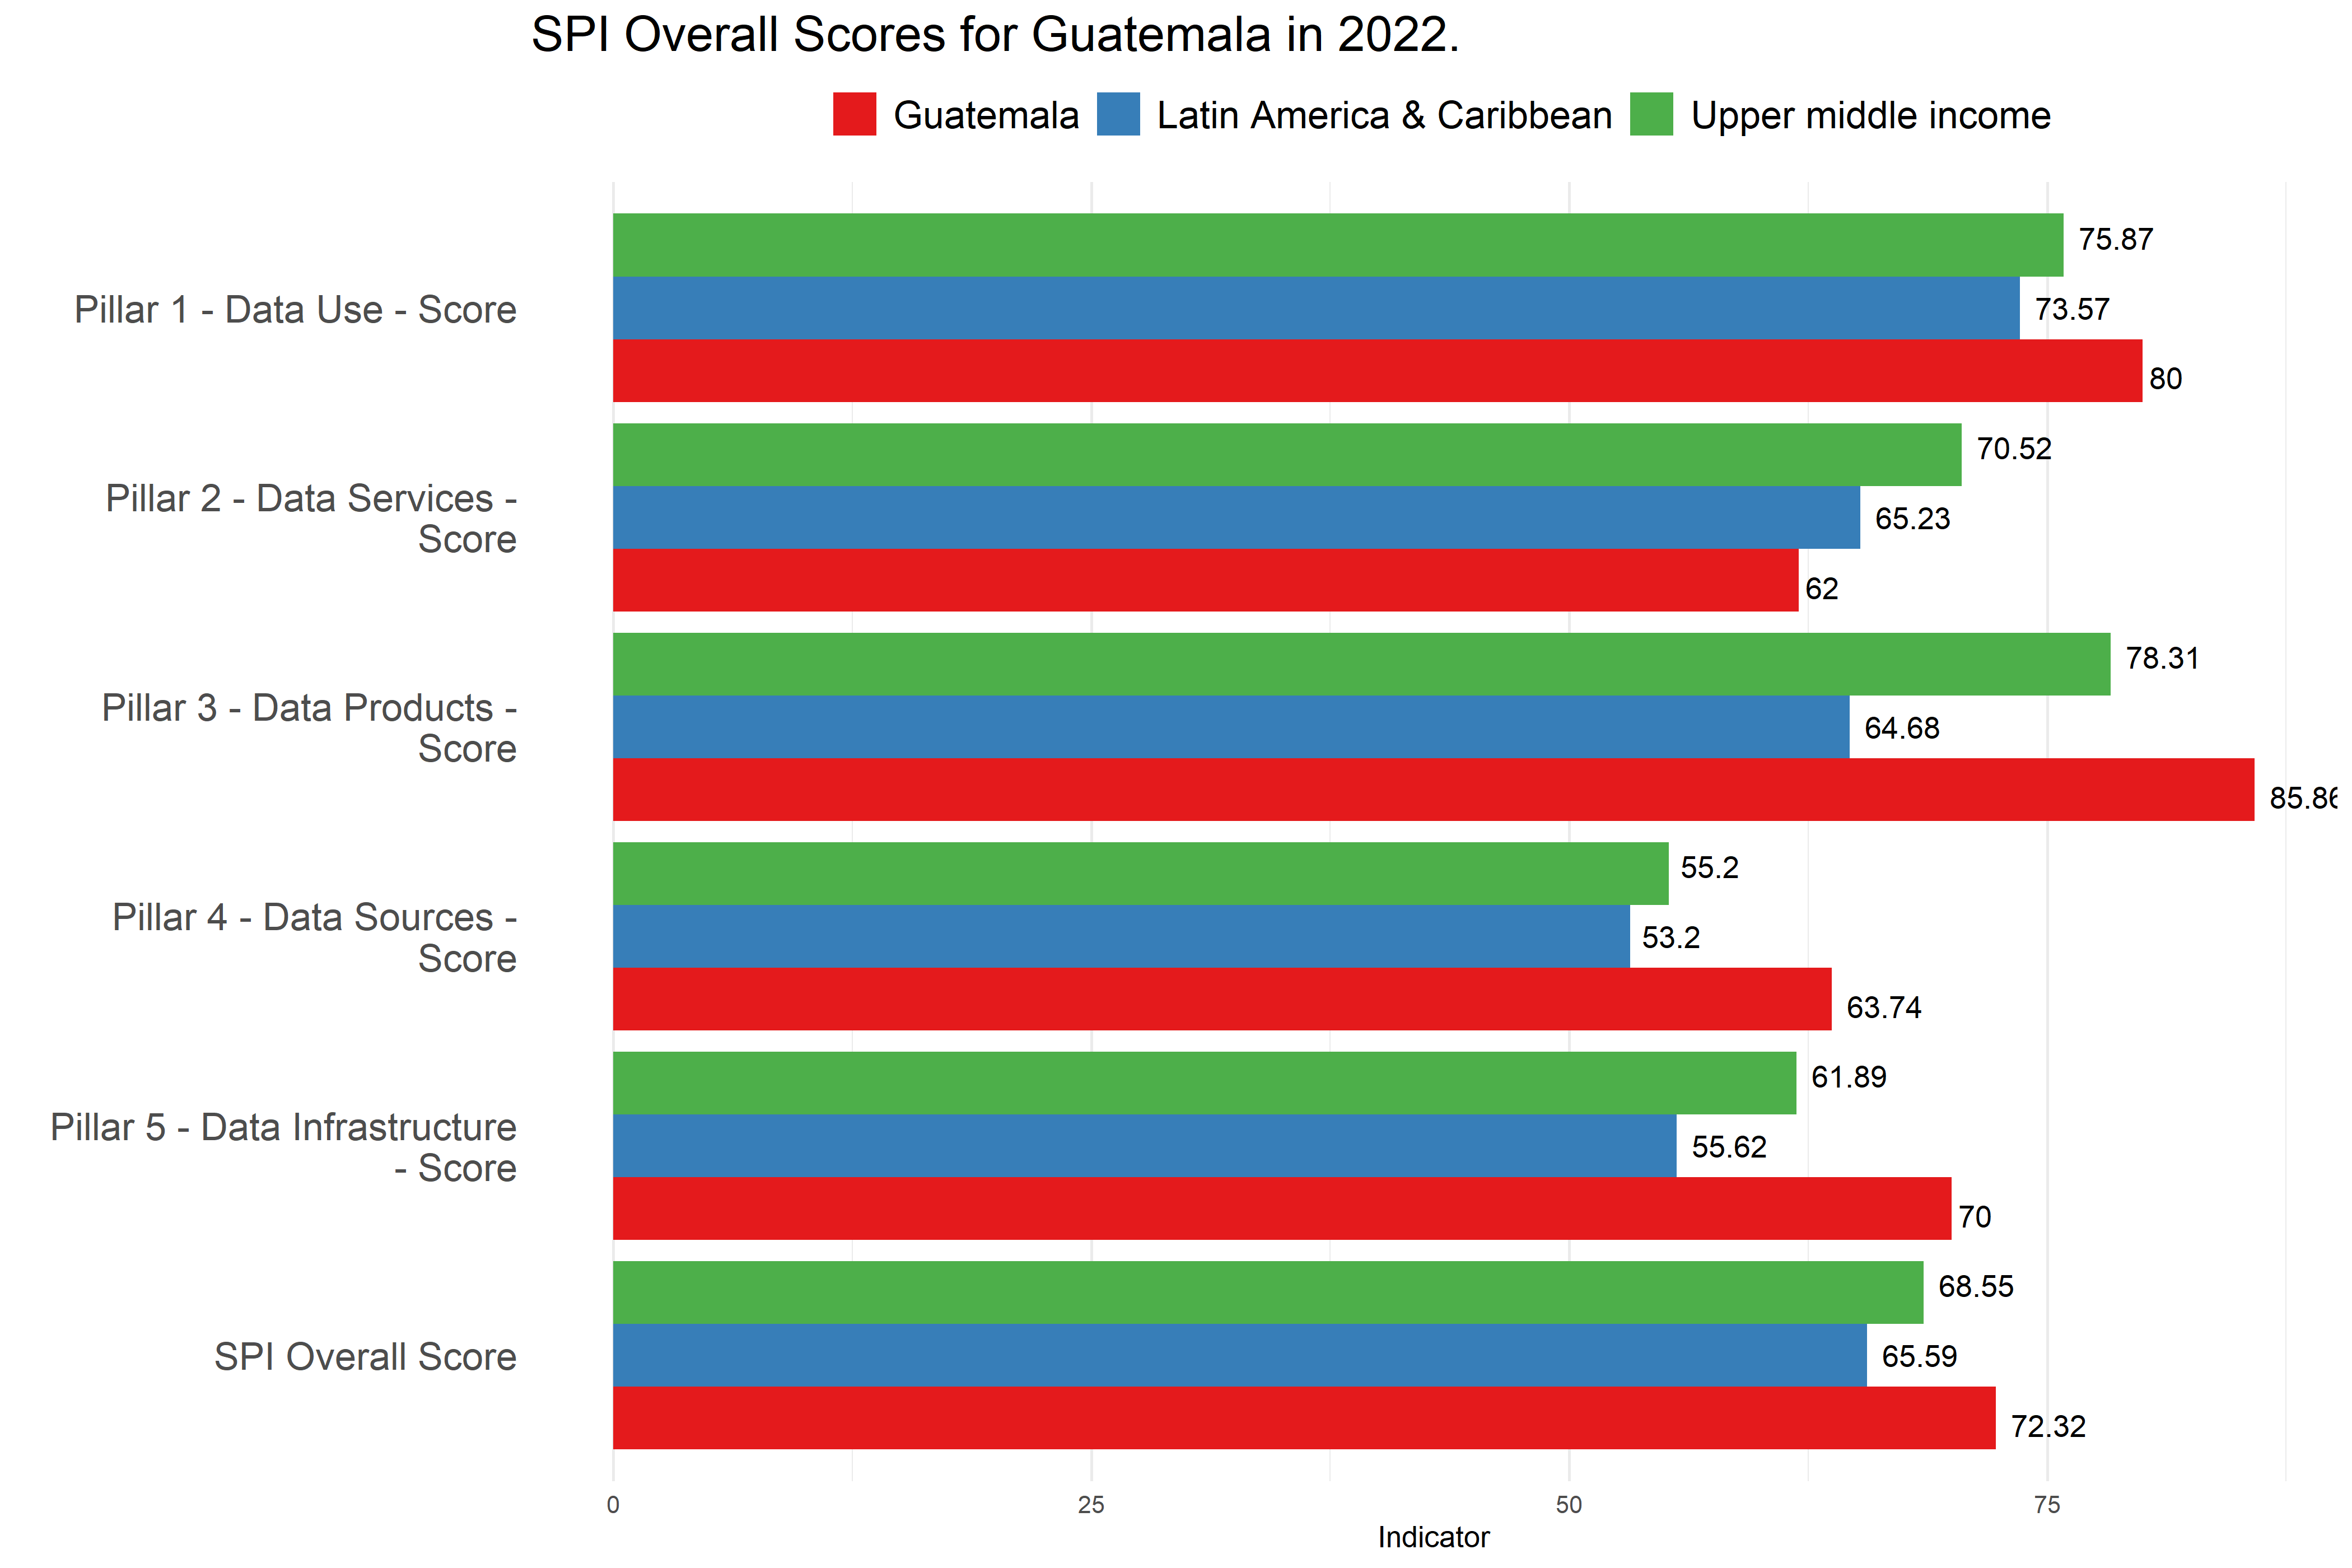 SPI Overall Scores for Guatemala in 2022.
Guatemala Latin America & Caribbean Upper middle income
Pillar 1 - Data Use - Score
75.87
73.57
80
Pillar 2 - Data Services -
Score
70.52
65.23
62
Pillar 3 - Data Products -
Score
78.31
64.68
85.86
Pillar 4 - Data Sources -
Score
55.2
53.2
63.74
Pillar 5 - Data Infrastructure
- Score
61.89
55.62
70
SPI Overall Score
68.55
65.59
72.32
0 25 50 75
Indicator